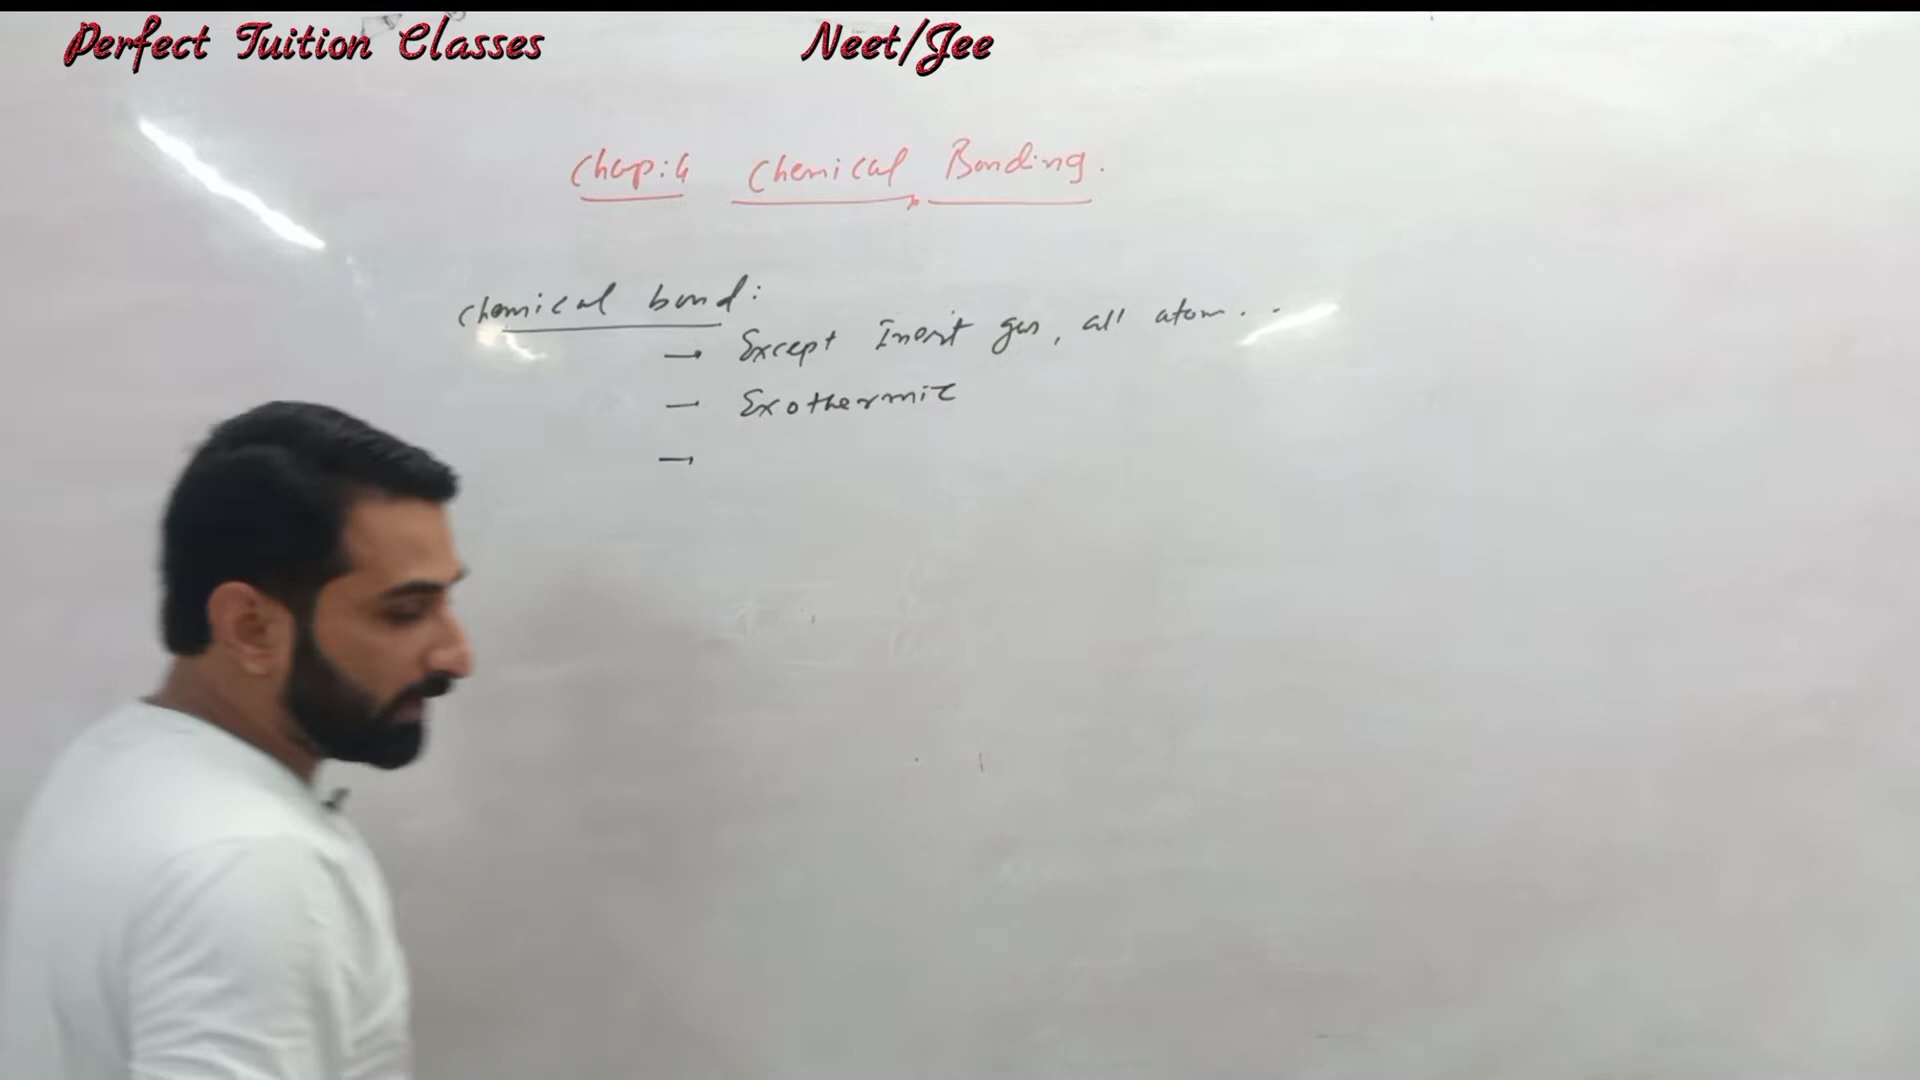 Perfect Tuition Classes Neet/Jee
Chap:4 Chemical Bonding.
Chemical bond:
→ Except Inert gas, all atom..
— Exothermic
→